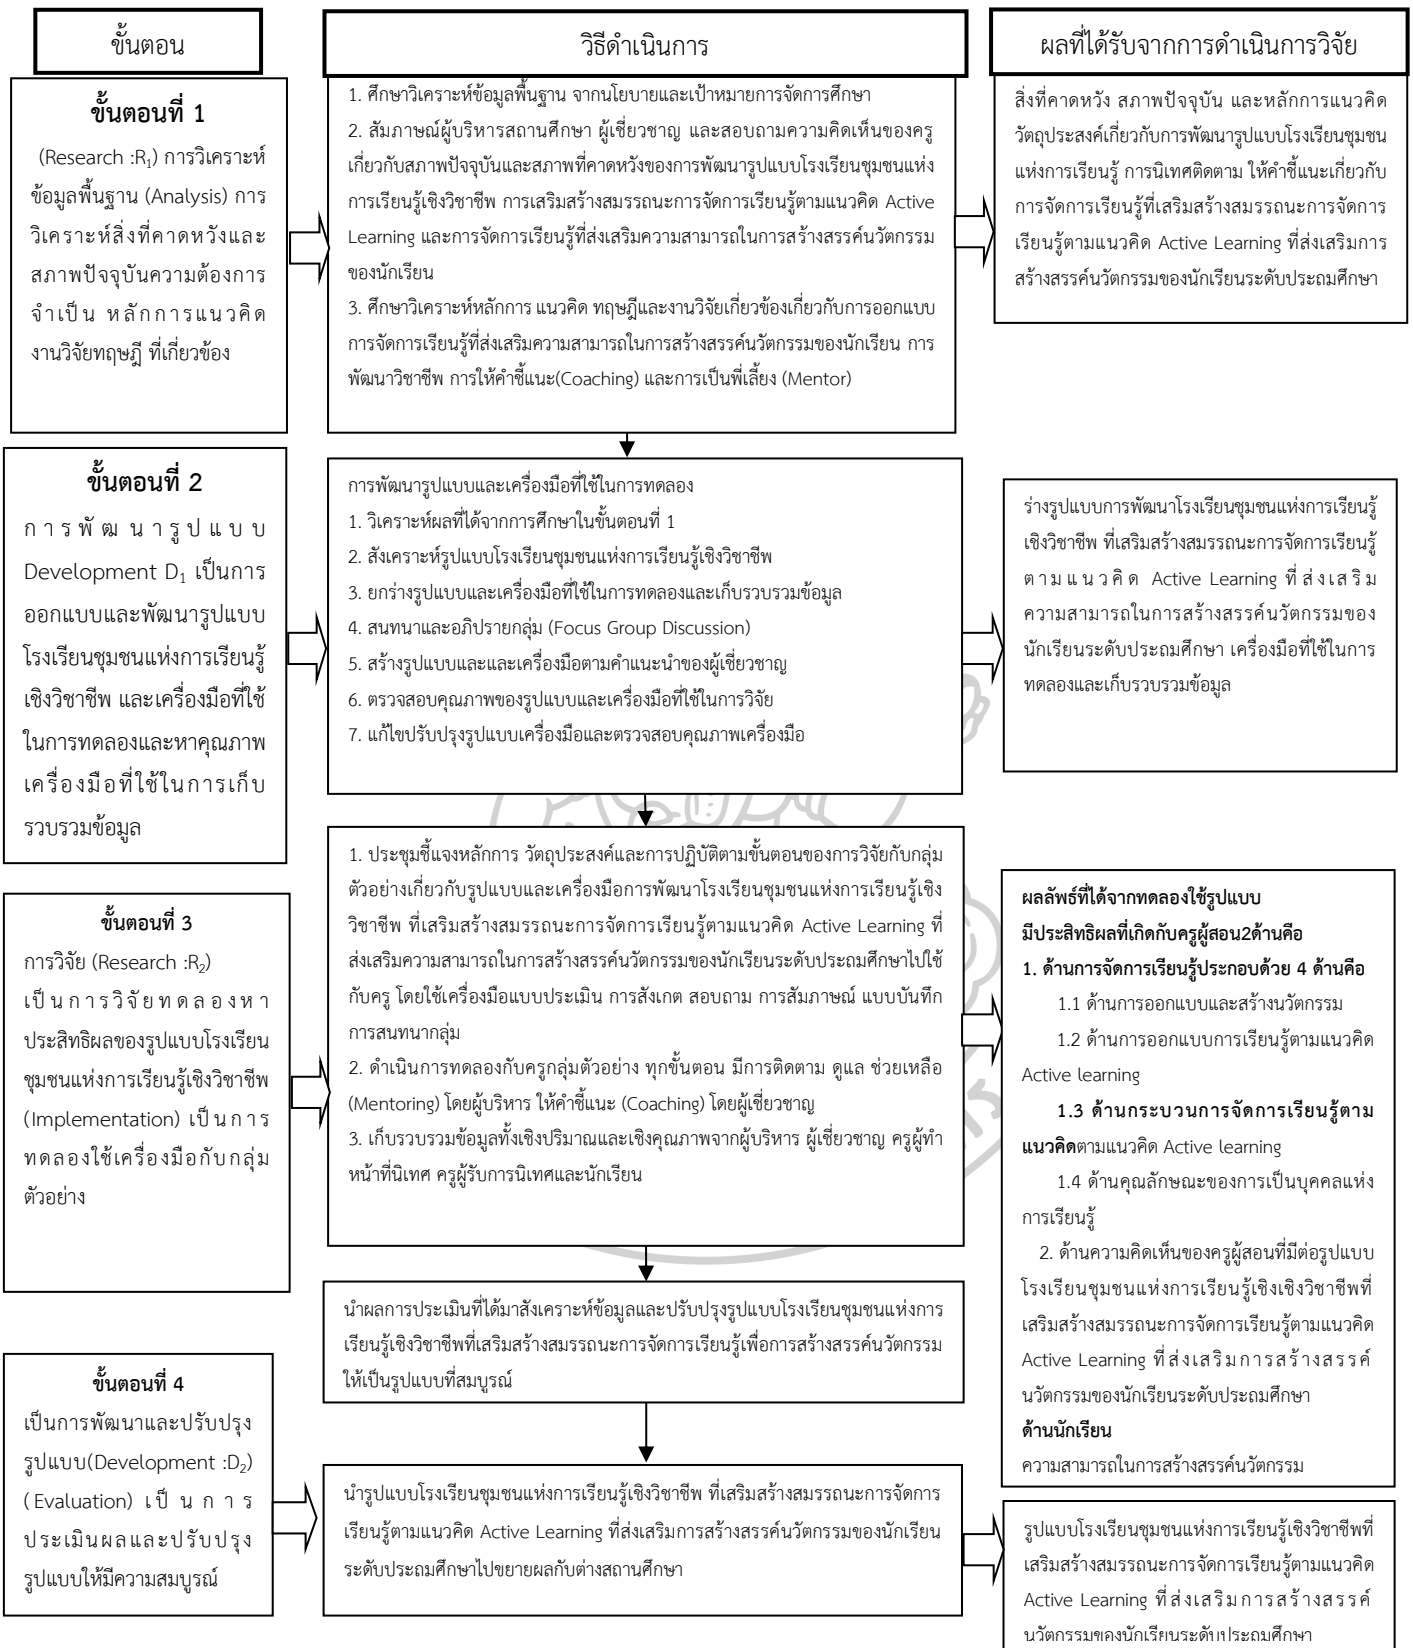 ขั้นตอน
วิธีดำเนินการ
ผลที่ได้รับจากการดำเนินการวิจัย
ขั้นตอนที่ 1
(Research :R1) การวิเคราะห์
ข้อมูลพื้นฐาน (Analysis) การ
วิเคราะห์สิ่งที่คาดหวังและ
สภาพปัจจุบันความต้องการ
จำเป็น หลักการแนวคิด
งานวิจัยทฤษฎี ที่เกี่ยวข้อง
1. ศึกษาวิเคราะห์ข้อมูลพื้นฐาน จากนโยบายและเป้าหมายการจัดการศึกษา
2. สัมภาษณ์ผู้บริหารสถานศึกษา ผู้เชี่ยวชาญ และสอบถามความคิดเห็นของครู
เกี่ยวกับสภาพปัจจุบันและสภาพที่คาดหวังของการพัฒนารูปแบบโรงเรียนชุมชนแห่ง
การเรียนรู้เชิงวิชาชีพ การเสริมสร้างสมรรถนะการจัดการเรียนรู้ตามแนวคิด Active
Learning และการจัดการเรียนรู้ที่ส่งเสริมความสามารถในการสร้างสรรค์นวัตกรรม
ของนักเรียน
3. ศึกษาวิเคราะห์หลักการ แนวคิด ทฤษฎีและงานวิจัยเกี่ยวข้องเกี่ยวกับการออกแบบ
การจัดการเรียนรู้ที่ส่งเสริมความสามารถในการสร้างสรรค์นวัตกรรมของนักเรียน การ
พัฒนาวิชาชีพ การให้คำชี้แนะ(Coaching) และการเป็นพี่เลี้ยง (Mentor)
สิ่งที่คาดหวัง สภาพปัจจุบัน และหลักการแนวคิด
วัตถุประสงค์เกี่ยวกับการพัฒนารูปแบบโรงเรียนชุมชน
แห่งการเรียนรู้ การนิเทศติดตาม ให้คำชี้แนะเกี่ยวกับ
การจัดการเรียนรู้ที่เสริมสร้างสมรรถนะการจัดการ
เรียนรู้ตามแนวคิด Active Learning ที่ส่งเสริมการ
สร้างสรรค์นวัตกรรมของนักเรียนระดับประถมศึกษา
ขั้นตอนที่ 2
การพัฒนารูปแบบ
Development D1 เป็นการ
ออกแบบและพัฒนารูปแบบ
โรงเรียนชุมชนแห่งการเรียนรู้
เชิงวิชาชีพ และเครื่องมือที่ใช้
ในการทดลองและหาคุณภาพ
เครื่องมือที่ใช้ในการเก็บ
รวบรวมข้อมูล
การพัฒนารูปแบบและเครื่องมือที่ใช้ในการทดลอง
1. วิเคราะห์ผลที่ได้จากการศึกษาในขั้นตอนที่ 1
2. สังเคราะห์รูปแบบโรงเรียนชุมชนแห่งการเรียนรู้เชิงวิชาชีพ
3. ยกร่างรูปแบบและเครื่องมือที่ใช้ในการทดลองและเก็บรวบรวมข้อมูล
4. สนทนาและอภิปรายกลุ่ม (Focus Group Discussion)
5. สร้างรูปแบบและและเครื่องมือตามคำแนะนำของผู้เชี่ยวชาญ
6. ตรวจสอบคุณภาพของรูปแบบและเครื่องมือที่ใช้ในการวิจัย
7. แก้ไขปรับปรุงรูปแบบเครื่องมือและตรวจสอบคุณภาพเครื่องมือ
ร่างรูปแบบการพัฒนาโรงเรียนชุมชนแห่งการเรียนรู้
เชิงวิชาชีพ ที่เสริมสร้างสมรรถนะการจัดการเรียนรู้
ตามแนวคิด Active Learning ที่ส่งเสริม
ความสามารถในการสร้างสรรค์นวัตกรรมของ
นักเรียนระดับประถมศึกษา เครื่องมือที่ใช้ในการ
ทดลองและเก็บรวบรวมข้อมูล
ขั้นตอนที่ 3
การวิจัย (Research :R2)
เป็นการวิจัยทดลองหา
ประสิทธิผลของรูปแบบโรงเรียน
ชุมชนแห่งการเรียนรู้เชิงวิชาชีพ
(Implementation) เป็นการ
ทดลองใช้เครื่องมือกับกลุ่ม
ตัวอย่าง
1. ประชุมชี้แจงหลักการ วัตถุประสงค์และการปฏิบัติตามขั้นตอนของการวิจัยกับกลุ่ม
ตัวอย่างเกี่ยวกับรูปแบบและเครื่องมือการพัฒนาโรงเรียนชุมชนแห่งการเรียนรู้เชิง
วิชาชีพ ที่เสริมสร้างสมรรถนะการจัดการเรียนรู้ตามแนวคิด Active Learning ที่
ส่งเสริมความสามารถในการสร้างสรรค์นวัตกรรมของนักเรียนระดับประถมศึกษาไปใช้
กับครู โดยใช้เครื่องมือแบบประเมิน การสังเกต สอบถาม การสัมภาษณ์ แบบบันทึก
การสนทนากลุ่ม
2. ดำเนินการทดลองกับครูกลุ่มตัวอย่าง ทุกขั้นตอน มีการติดตาม ดูแล ช่วยเหลือ
(Mentoring) โดยผู้บริหาร ให้คำชี้แนะ (Coaching) โดยผู้เชี่ยวชาญ
3. เก็บรวบรวมข้อมูลทั้งเชิงปริมาณและเชิงคุณภาพจากผู้บริหาร ผู้เชี่ยวชาญ ครูผู้ทำ
หน้าที่นิเทศ ครูผู้รับการนิเทศและนักเรียน
ผลลัพธ์ที่ได้จากทดลองใช้รูปแบบ
มีประสิทธิผลที่เกิดกับครูผู้สอน2ด้านคือ
1. ด้านการจัดการเรียนรู้ประกอบด้วย 4 ด้านคือ
1.1 ด้านการออกแบบและสร้างนวัตกรรม
1.2 ด้านการออกแบบการเรียนรู้ตามแนวคิด
Active learning
1.3 ด้านกระบวนการจัดการเรียนรู้ตาม
แนวคิดตามแนวคิด Active learning
1.4 ด้านคุณลักษณะของการเป็นบุคคลแห่ง
การเรียนรู้
2. ด้านความคิดเห็นของครูผู้สอนที่มีต่อรูปแบบ
โรงเรียนชุมชนแห่งการเรียนรู้เชิงเชิงวิชาชีพที่
เสริมสร้างสมรรถนะการจัดการเรียนรู้ตามแนวคิด
Active Learning ที่ส่งเสริมการสร้างสรรค์
นวัตกรรมของนักเรียนระดับประถมศึกษา
ด้านนักเรียน
ความสามารถในการสร้างสรรค์นวัตกรรม
นำผลการประเมินที่ได้มาสังเคราะห์ข้อมูลและปรับปรุงรูปแบบโรงเรียนชุมชนแห่งการ
เรียนรู้เชิงวิชาชีพที่เสริมสร้างสมรรถนะการจัดการเรียนรู้เพื่อการสร้างสรรค์นวัตกรรม
ให้เป็นรูปแบบที่สมบูรณ์
ขั้นตอนที่ 4
เป็นการพัฒนาและปรับปรุง
รูปแบบ(Development :D2)
(Evaluation) เป็นการ
ประเมินผลและปรับปรุง
รูปแบบให้มีความสมบูรณ์
นำรูปแบบโรงเรียนชุมชนแห่งการเรียนรู้เชิงวิชาชีพ ที่เสริมสร้างสมรรถนะการจัดการ
เรียนรู้ตามแนวคิด Active Learning ที่ส่งเสริมการสร้างสรรค์นวัตกรรมของนักเรียน
ระดับประถมศึกษาไปขยายผลกับต่างสถานศึกษา
รูปแบบโรงเรียนชุมชนแห่งการเรียนรู้เชิงวิชาชีพที่
เสริมสร้างสมรรถนะการจัดการเรียนรู้ตามแนวคิด
Active Learning ที่ส่งเสริมการสร้างสรรค์
นวัตกรรมของนักเรียนระดับประถมศึกษา